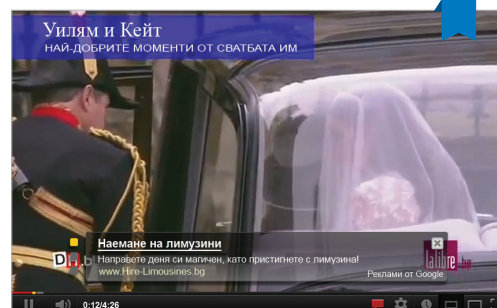 Уилям и Кейт
НАЙ-ДОБРИТЕ МОМЕНТИ ОТ СВАТБАТА ИМ
Наемане на лимузини
Направете деня си магичен, като пристигнете с лимузина!
www.Hire-Limousines.bg
Реклами от Google
lalibre.be
0:12/4:26